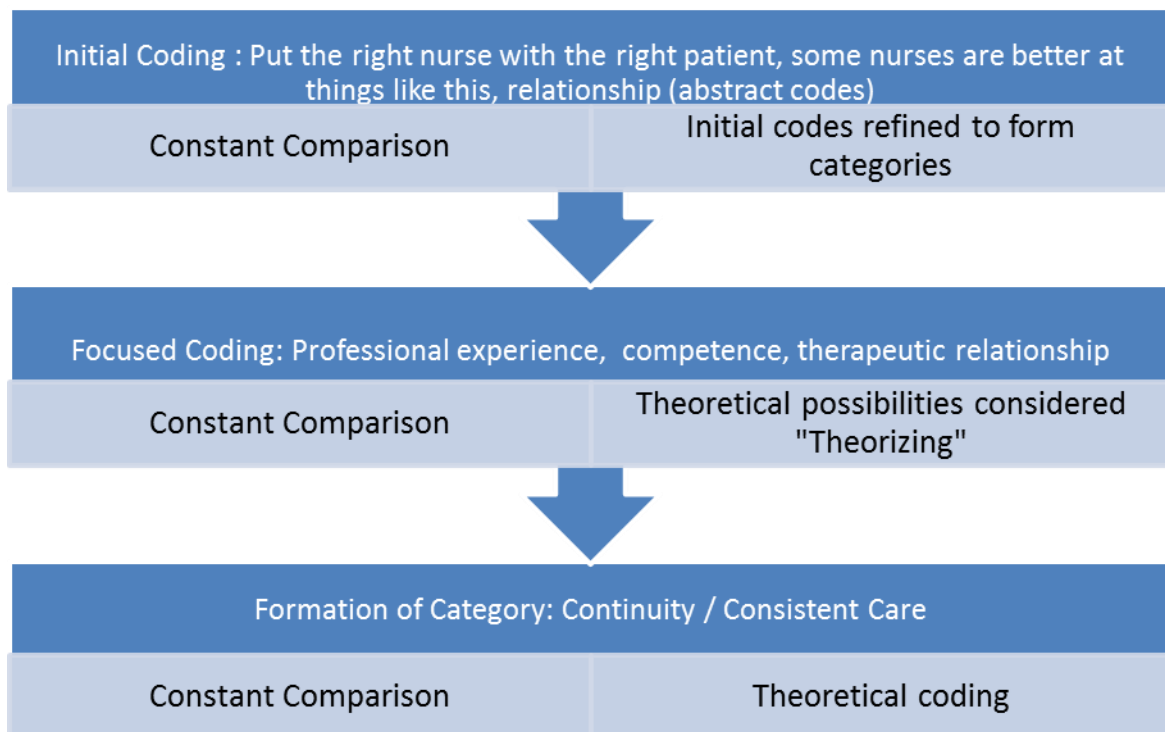 Initial Coding : Put the right nurse with the right patient, some nurses are better at
things like this, relationship (abstract codes)
Constant Comparison
Initial codes refined to form
categories
Focused Coding: Professional experience,  competence, therapeutic relationship
Constant Comparison
Theoretical possibilities considered
"Theorizing"
Formation of Category: Continuity / Consistent Care
Constant Comparison
Theoretical coding